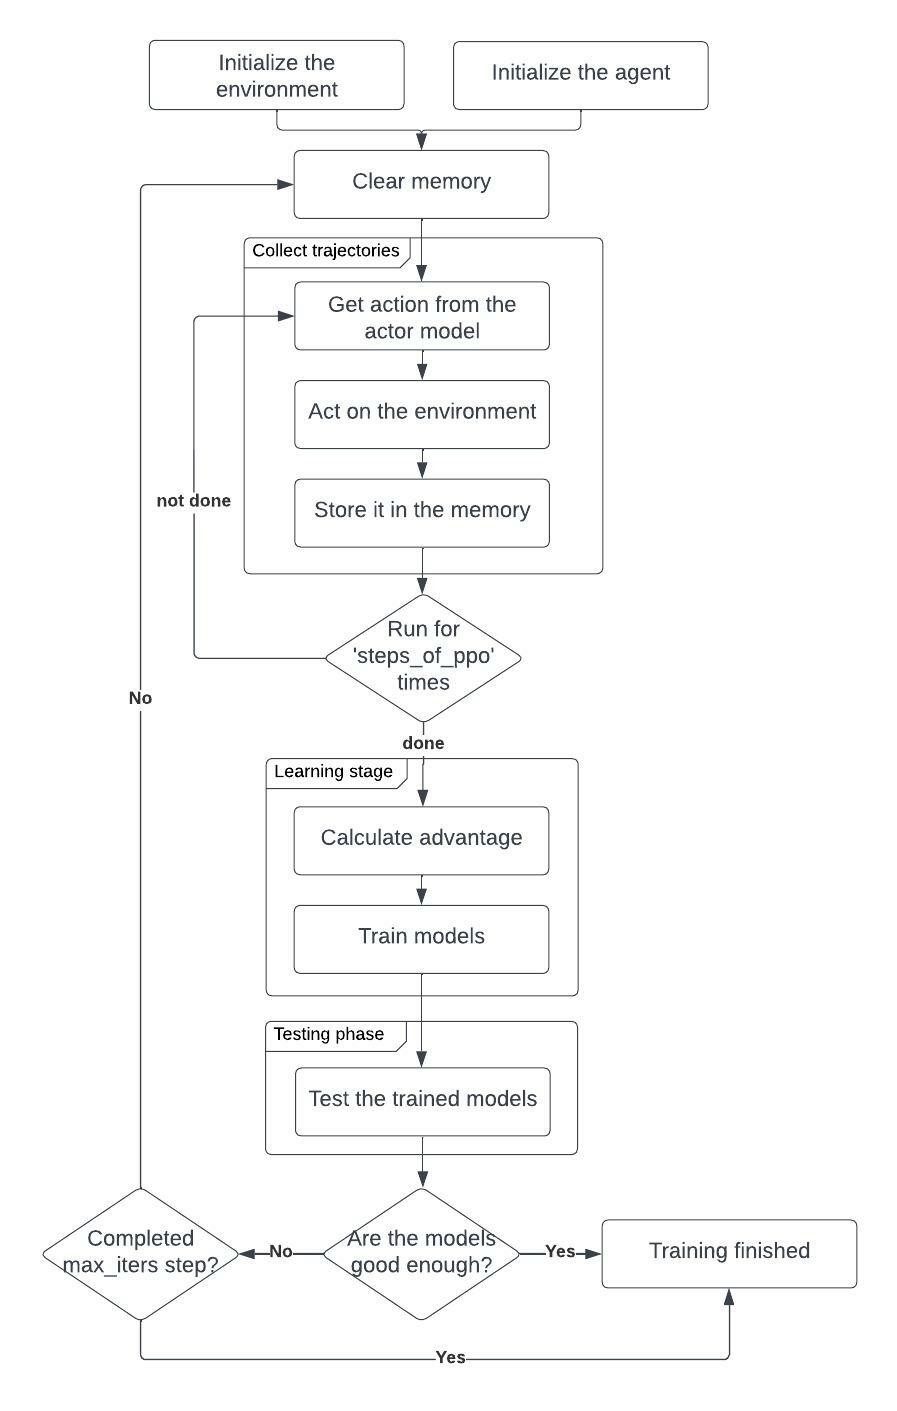 Initialize the
environment
Initialize the agent
Clear memory
Collect trajectories
Get action from the
actor model
Act on the environment
not done
Store it in the memory
Run for
'steps_of_ppo'
times
No
done
Learning stage
Calculate advantage
Train models
Testing phase
Test the trained models
Completed
max_iters step?
No
Are the models
good enough?
Yes
Training finished
Yes